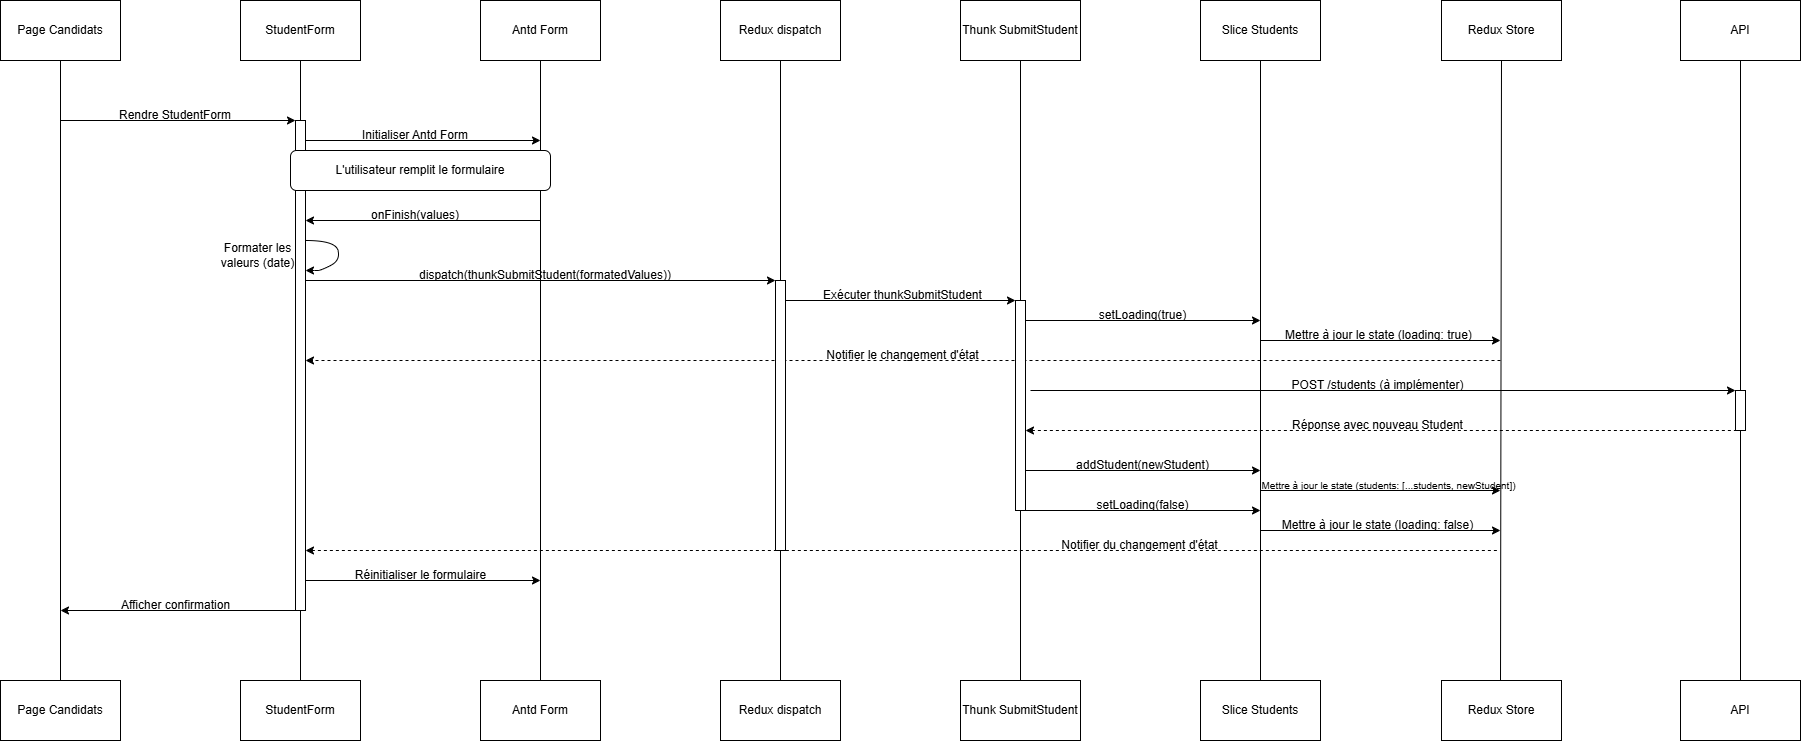 Page Candidats
StudentForm
Antd Form
Redux dispatch
Thunk SubmitStudent
Slice Students
Redux Store
API
Rendre StudentForm
Initialiser Antd Form
L'utilisateur remplit le formulaire
onFinish(values)
Formater les
valeurs (date)
dispatch(thunkSubmitStudent(formatedValues))
Exécuter thunkSubmitStudent
setLoading(true)
Mettre à jour le state (loading: true)
Notifier le changement d'état
POST /students (à implémenter)
Réponse avec nouveau Student
addStudent(newStudent)
Mettre à jour le state (students: [...students, newStudent])
setLoading(false)
Mettre à jour le state (loading: false)
Notifier du changement d'état
Réinitialiser le formulaire
Afficher confirmation
Page Candidats
StudentForm
Antd Form
Redux dispatch
Thunk SubmitStudent
Slice Students
Redux Store
API